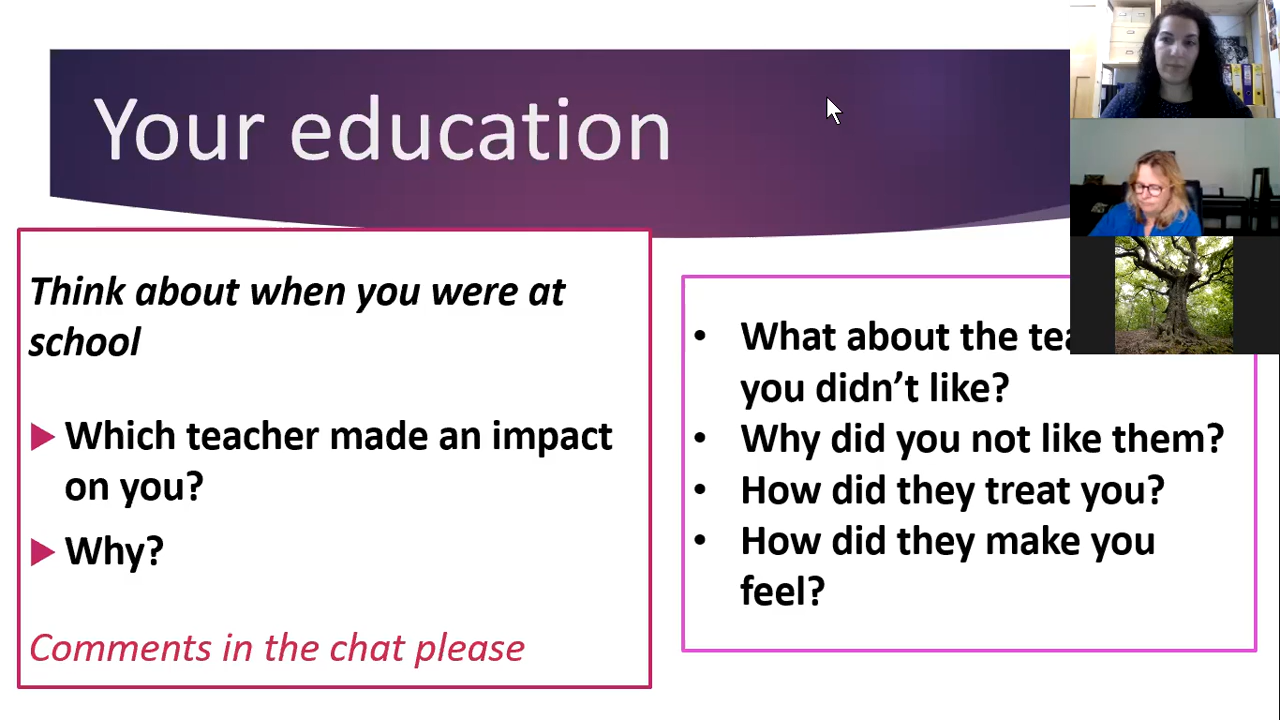 Your education
Think about when you were at
school
Which teacher made an impact
on you?
Why?
Comments in the chat please
What about the
you didn’t like?
Why did you not like them?
How did they treat you?
How did they make you
feel?